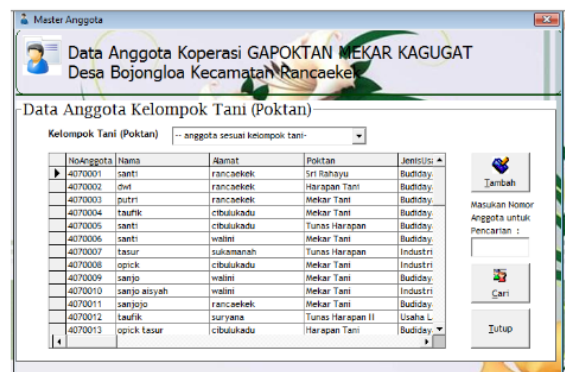 Master Anggota
Data Anggota Koperasi GAPOKTAN MEKAR KAGUGAT
Desa Bojongloa Kecamatan Rancaekek
Data Anggota Kelompok Tani (Poktan)
Kelompok Tani (Poktan) -- anggota sesuai kelompok tani-
NoAnggota Nama Alamat Poktan JenisUs
4070001 santi rancaekek Sri Rahayu Budiday
4070002 dwi rancaekek Harapan Tani Budiday
4070003 putri rancaekek Mekar Tani Budiday
4070004 taufik cibulukadu Mekar Tani Budiday
4070005 santi cibulukadu Tunas Harapan Budiday
4070006 santi walini Mekar Tani Budiday
4070007 tasur sukamanah Tunas Harapan Industri
4070008 opick cibulukadu Mekar Tani Industri
4070009 sanjo walini Mekar Tani Budiday
4070010 sanjo aisyah walini Mekar Tani Industri
4070011 sanjojo rancaekek Mekar Tani Budiday
4070012 taufik suryana Tunas Harapan II Usaha L
4070013 opick tasur cibulukadu Harapan Tani Budiday
Tambah
Masukan Nomor
Anggota untuk
Pencarian :
Cari
Tutup